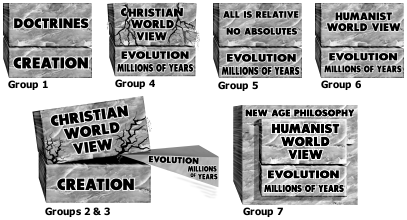 DOCTRINES
CREATION
Group 1
CHRISTIAN
WORLD
VIEW
EVOLUTION
MILLIONS OF YEARS
Group 4
ALL IS RELATIVE
NO ABSOLUTES
EVOLUTION
MILLIONS OF YEARS
Group 5
HUMANIST
WORLD VIEW
EVOLUTION
MILLIONS OF YEARS
Group 6
CHRISTIAN
WORLD
VIEW
EVOLUTION
MILLIONS
OF YEARS
CREATION
Groups 2 & 3
NEW AGE PHILOSOPHY
HUMANIST
WORLD
VIEW
EVOLUTION
MILLIONS OF YEARS
Group 7